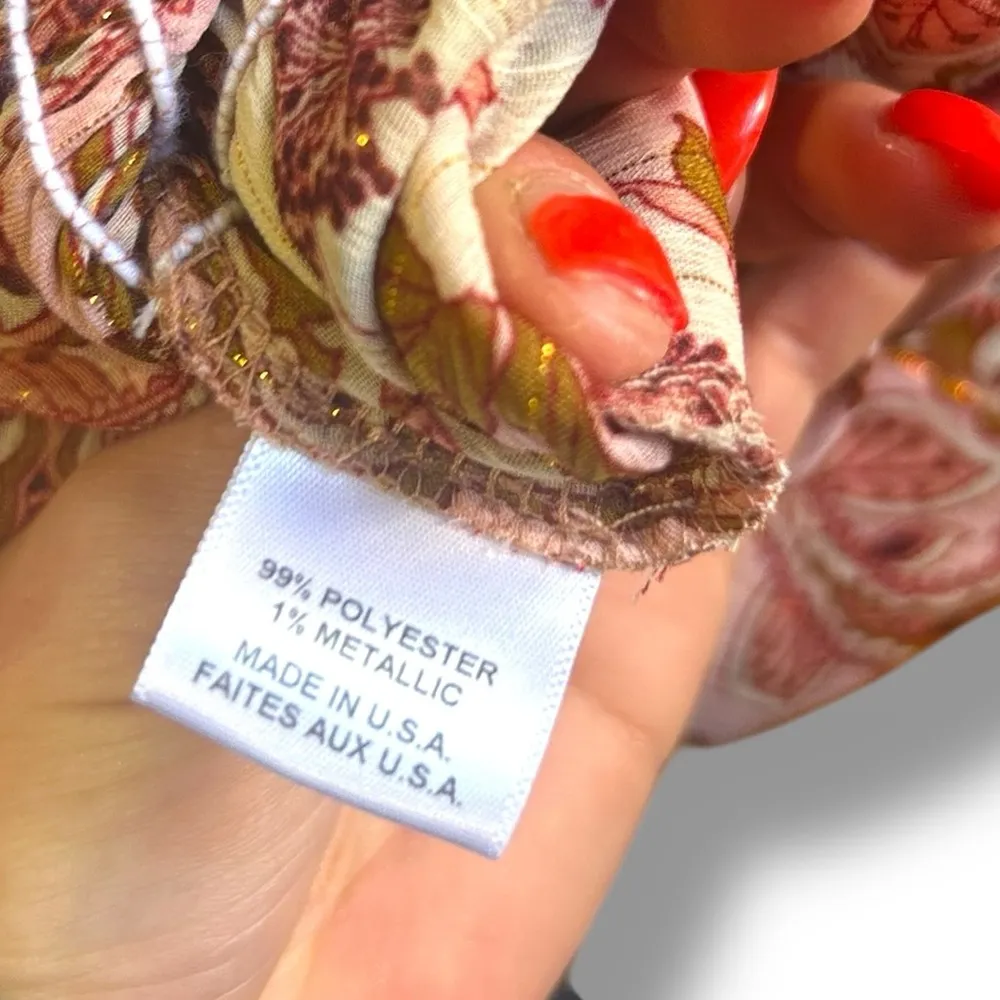 99% POLYESTER
1% METALLIC
MADE IN U.S.A.
FAITES AUX U.S.A.